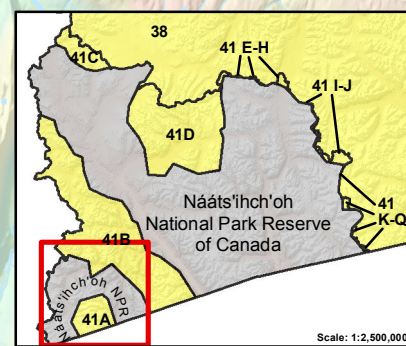 38
41 E-H
41C
41 I-J
41D
Nááts'ihch'oh
National Park Reserve
of Canada
41
K-Q
41B
Nááts'ihch'oh NPR
41A
Scale: 1:2,500,000